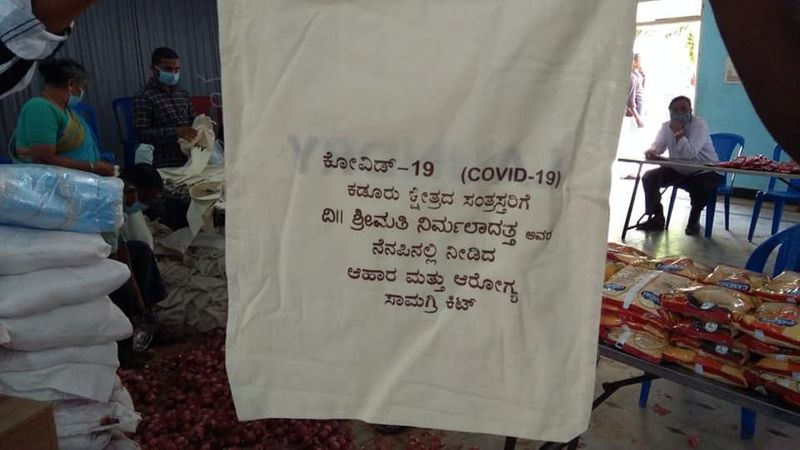 ಕೋವಿಡ್-19 (COVID-19)
ಕಡೂರು ಕ್ಷೇತ್ರದ ಸಂತ್ರಸ್ತರಿಗೆ
ದಿ|| ಶ್ರೀಮತಿ ನಿರ್ಮಲಾದತ್ತ ಅವರ
ನೆನಪಿನಲ್ಲಿ ನೀಡಿದ
ಆಹಾರ ಮತ್ತು ಆರೋಗ್ಯ
ಸಾಮಗ್ರಿ ಕಿಟ್